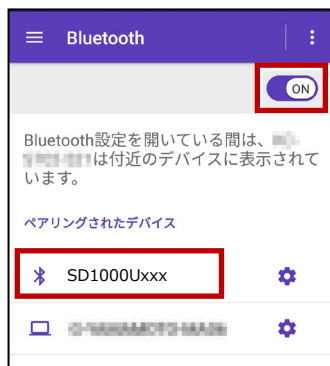 Bluetooth
ON
Bluetooth設定を開いている間は、
は付近のデバイスに表示されて
います。
ペアリングされたデバイス
SD1000Uxxx